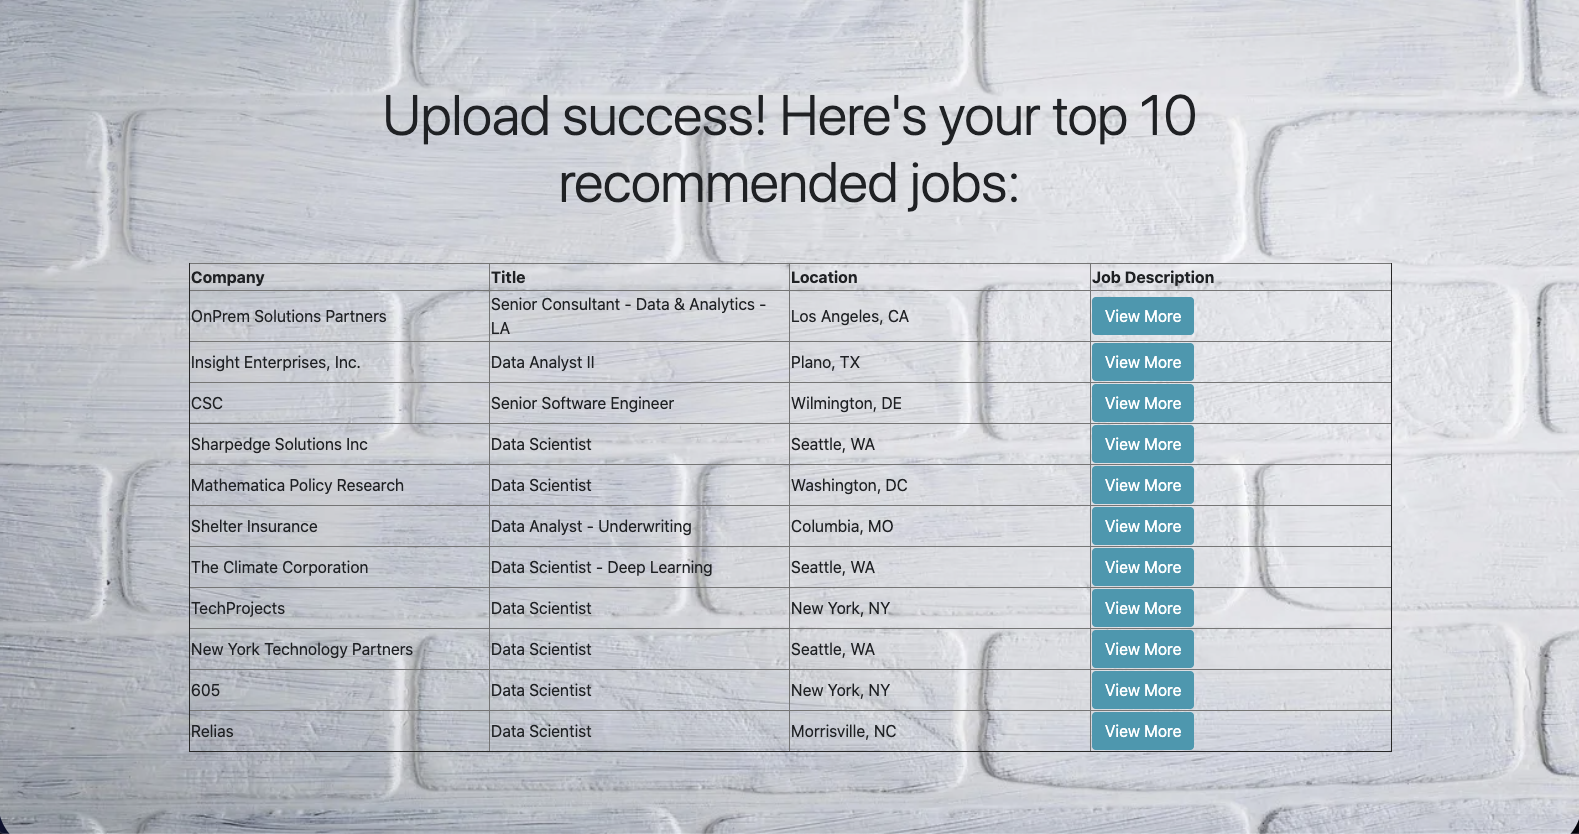 Upload success! Here's your top 10
recommended jobs:
Company Title Location Job Description
OnPrem Solutions Partners Senior Consultant - Data & Analytics -
LA Los Angeles, CA View More
Insight Enterprises, Inc. Data Analyst II Plano, TX View More
CSC Senior Software Engineer Wilmington, DE View More
Sharpedge Solutions Inc Data Scientist Seattle, WA View More
Mathematica Policy Research Data Scientist Washington, DC View More
Shelter Insurance Data Analyst - Underwriting Columbia, MO View More
The Climate Corporation Data Scientist - Deep Learning Seattle, WA View More
TechProjects Data Scientist New York, NY View More
New York Technology Partners Data Scientist Seattle, WA View More
605 Data Scientist New York, NY View More
Relias Data Scientist Morrisville, NC View More